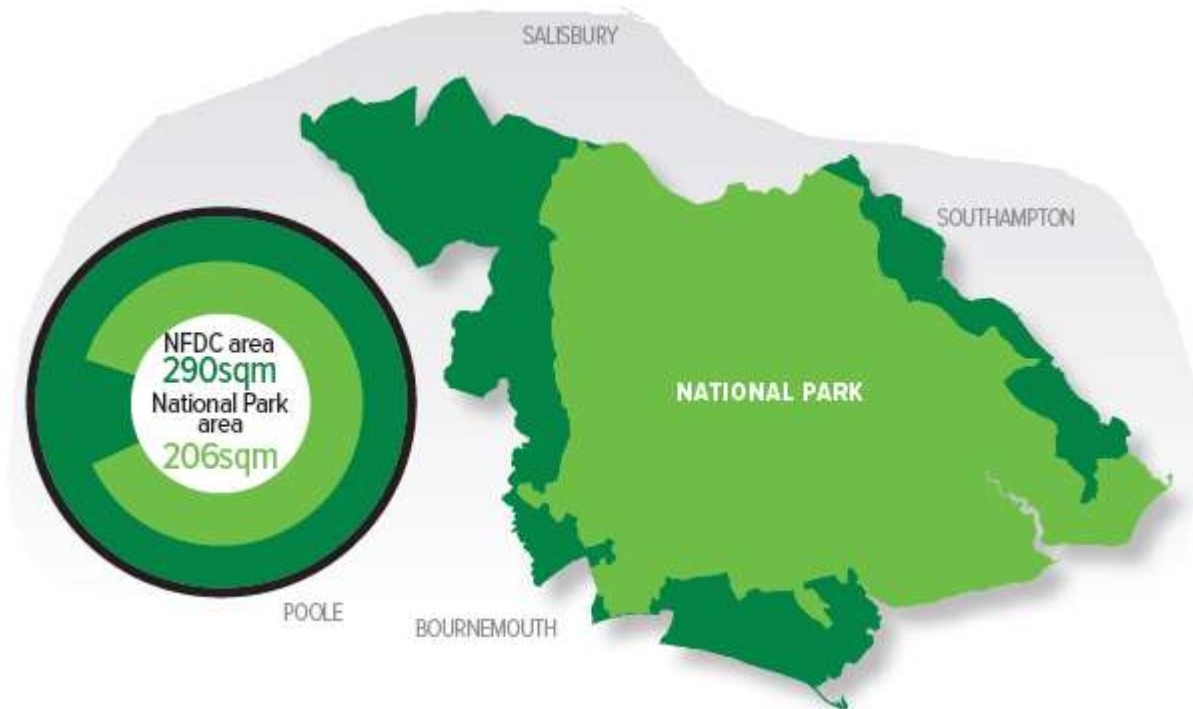 SALISBURY
SOUTHAMPTON
NFDC area
290sqm
National Park
area
206sqm
NATIONAL PARK
POOLE
BOURNEMOUTH